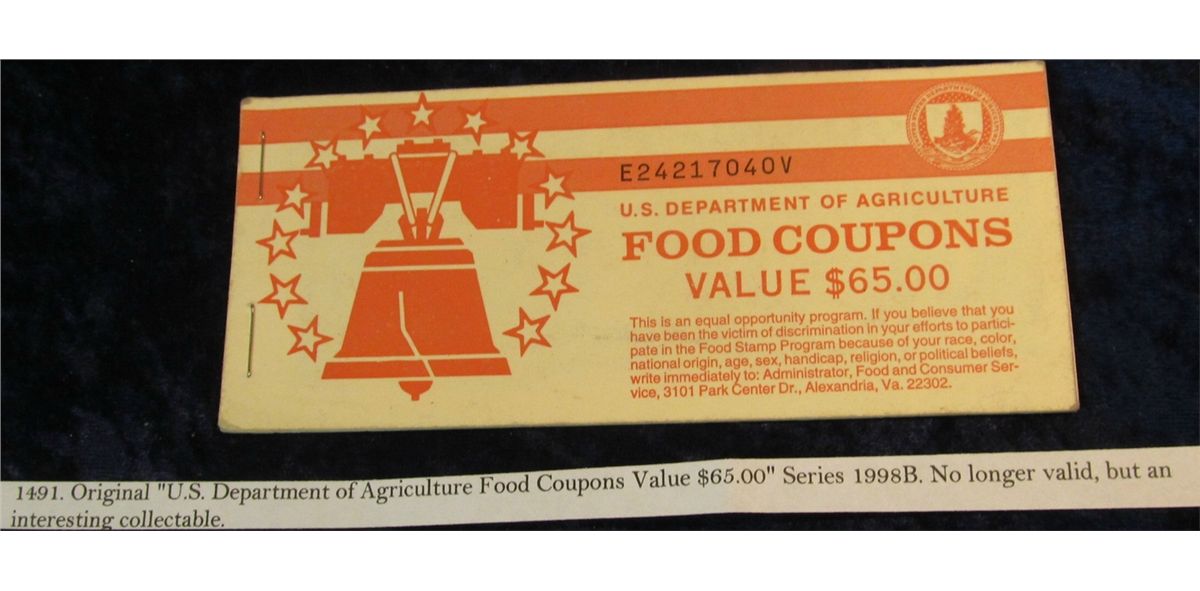 E24217040V
U.S. DEPARTMENT OF AGRICULTURE
FOOD COUPONS
VALUE $65.00
This is an equal opportunity program. If you believe that you
have been the victim of discrimination in your efforts to partici-
pate in the Food Stamp Program because of your race, color,
national origin, age, sex, handicap, religion, or political beliefs,
write immediately to: Administrator, Food and Consumer Ser-
vice, 3101 Park Center Dr., Alexandria, Va. 22302.
1491. Original "U.S. Department of Agriculture Food Coupons Value $65.00" Series 1998B. No longer valid, but an
interesting collectable.